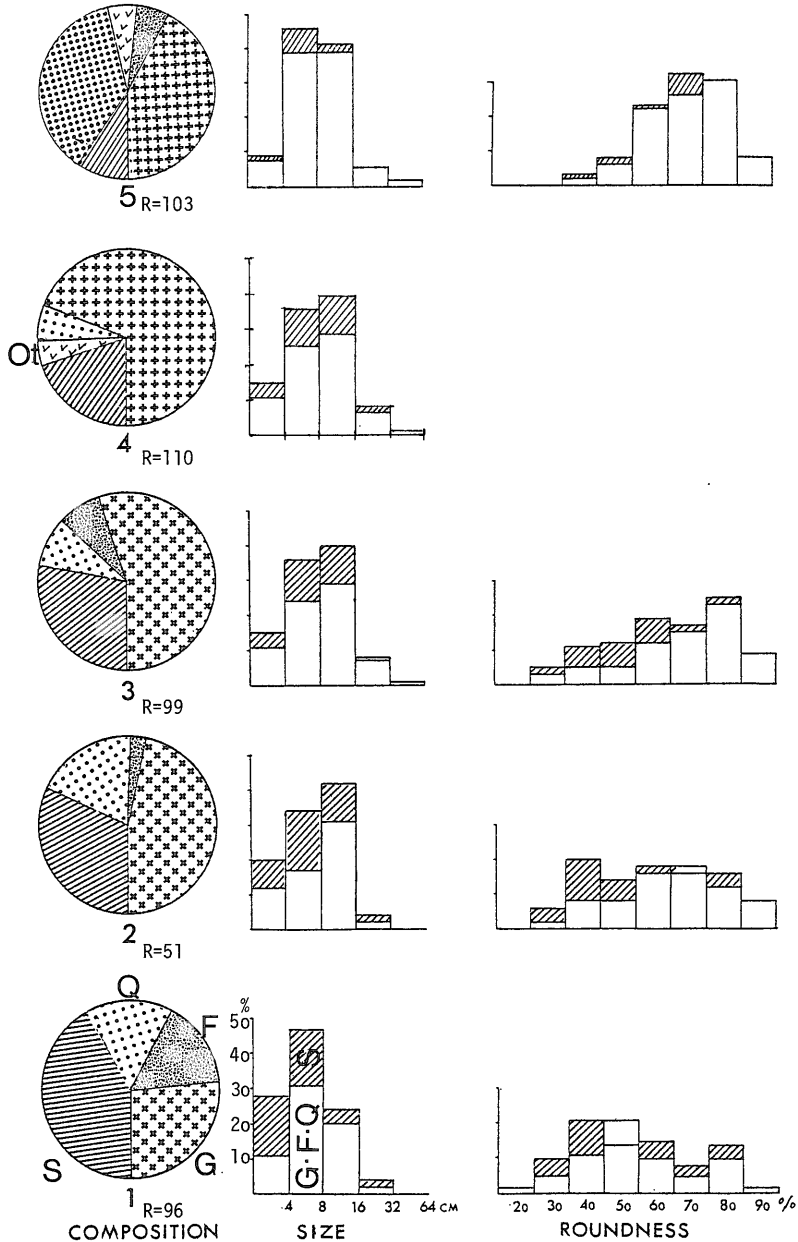 5 R=103
Ot
4
R=110
3 R=99
2
R=51
Q
F
S
G
1 R=96
COMPOSITION
%
50
40
30
20
10
S
G·F·Q
4 8 16 32 64 CM
SIZE
20 30 40 50 60 70 80 90 %
ROUNDNESS